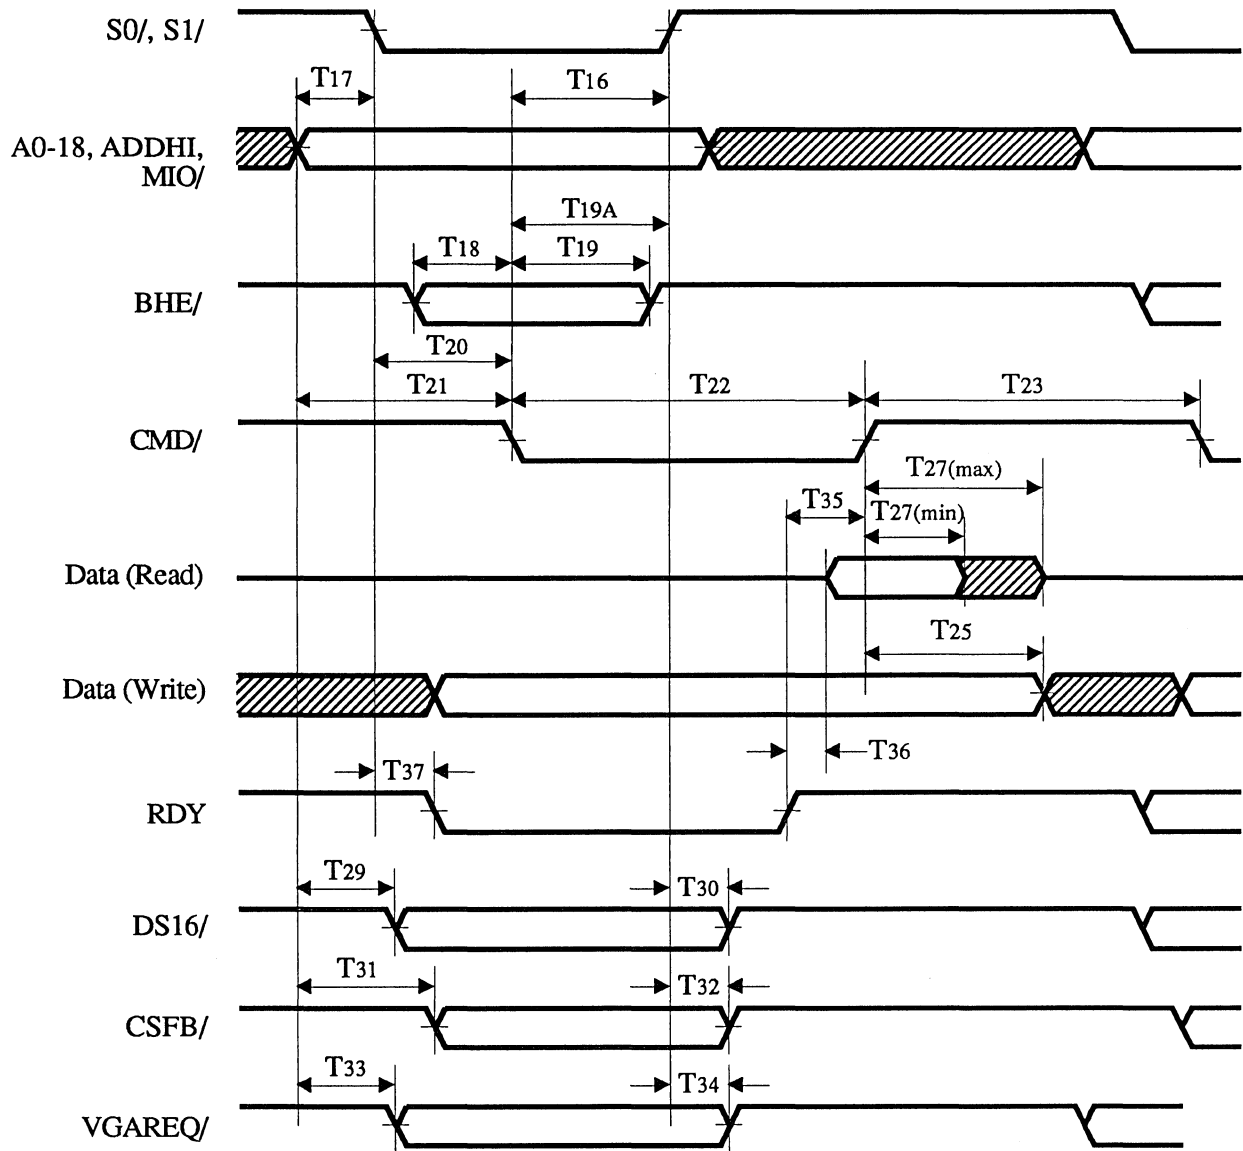 S0/, S1/
T17
T16
A0-18, ADDHI,
MIO/
T19A
T18
T19
BHE/
T20
T21
T22
T23
CMD/
T27(max)
T35
T27(min)
Data (Read)
T25
Data (Write)
T36
T37
RDY
T29
T30
DS16/
T31
T32
CSFB/
T33
T34
VGAREQ/